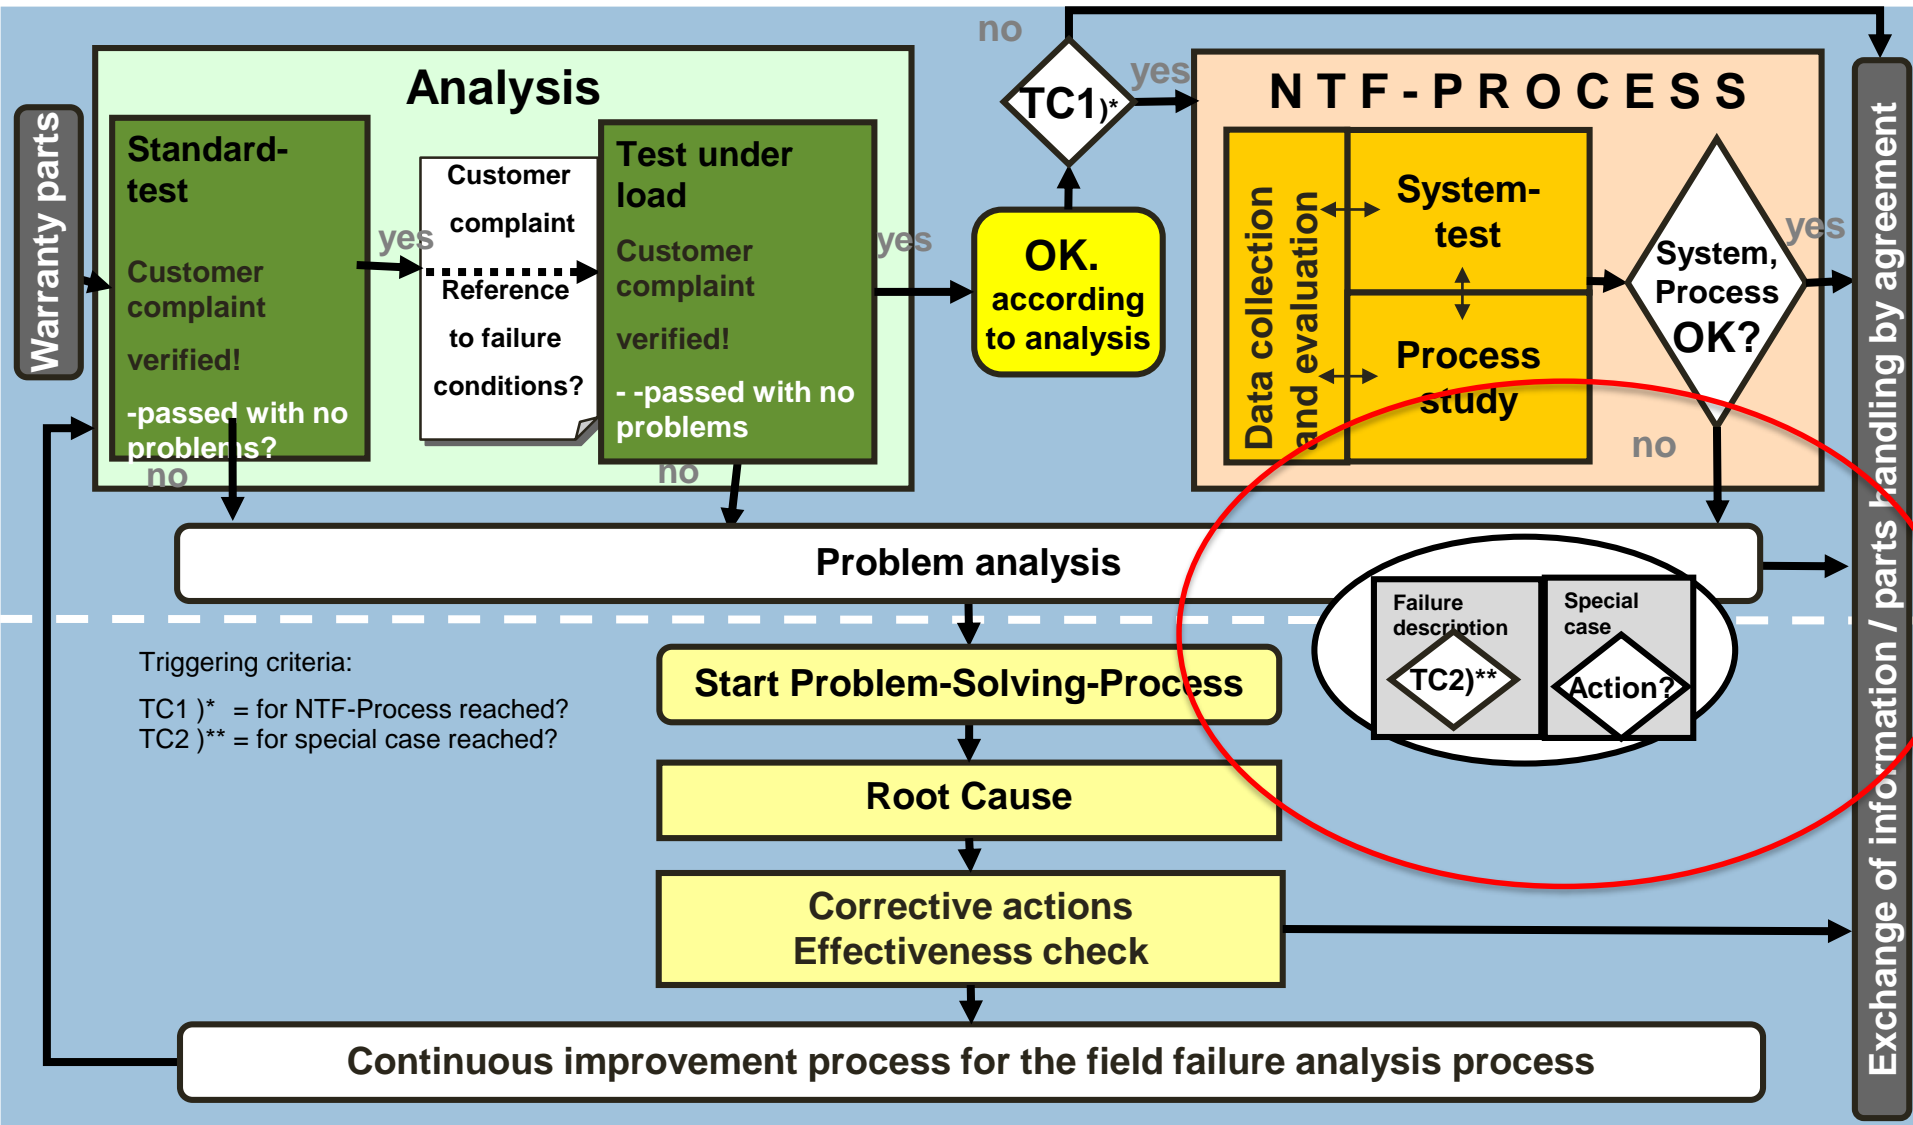 no
yes
TC1)*
Analysis
N T F - P R O C E S S
Warranty parts
Standard-
test
Customer
complaint
verified!
-passed with no
problems?
no
yes
Customer
complaint
Reference
to failure
conditions?
Test under
load
Customer
complaint
verified!
- -passed with no
problems
no
yes
OK.
according
to analysis
Data collection
and evaluation
System-
test
Process
study
System,
Process
OK?
yes
no
Exchange of information / parts handling by agreement
Problem analysis
Failure
description
TC2)**
Special
case
Action?
Triggering criteria:
TC1 )* = for NTF-Process reached?
TC2 )** = for special case reached?
Start Problem-Solving-Process
Root Cause
Corrective actions
Effectiveness check
Continuous improvement process for the field failure analysis process